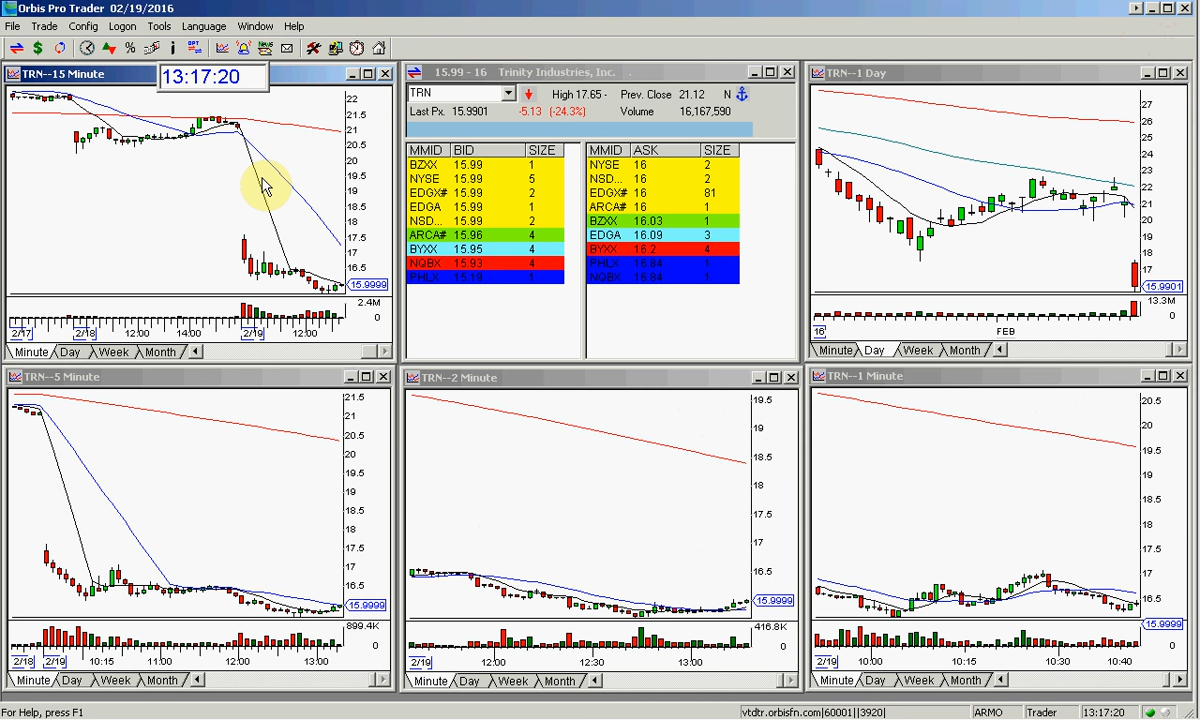 Orbis Pro Trader 02/19/2016
File Trade Config Logon Tools Language Window Help
TRN--15 Minute
13:17:20
22
21.5
21
20.5
20
19.5
19
18.5
18
17.5
17
16.5
15.9999
2.4M
0
2/17 2/18 12:00 14:00 2/19 12:00
Minute Day Week Month
15.99 - 16 Trinity Industries, Inc.
TRN High 17.65 - Prev. Close 21.12 N
Last Px. 15.9901 -5.13 (-24.3%) Volume 16,167,590
MMID BID SIZE MMID ASK SIZE
BZXX 15.99 1 NYSE 16 2
NYSE 15.99 5 NSD... 16 2
EDGX# 15.99 2 EDGX# 16 81
EDGA 15.99 1 ARCA# 16 1
NSD... 15.99 2 BZXX 16.03 1
ARCA# 15.96 4 EDGA 16.09 3
BYXX 15.95 4 BYXX 16.2 4
NQBX 15.93 4 PHLX 16.84 1
PHLX 15.19 1 NQBX 16.84 1
TRN--1 Day
27
26
25
24
23
22
21
20
19
18
17
15.9901
13.3M
0
16 FEB
Minute Day Week Month
TRN--5 Minute
21.5
21
20.5
20
19.5
19
18.5
18
17.5
17
16.5
15.9999
899.4K
0
2/18 2/19 10:15 11:00 12:00 13:00
Minute Day Week Month
TRN--2 Minute
19.5
19
18.5
18
17.5
17
16.5
15.9999
416.8K
0
2/19 12:00 12:30 13:00
Minute Day Week Month
TRN--1 Minute
20.5
20
19.5
19
18.5
18
17.5
17
16.5
15.9999
0
2/19 10:00 10:15 10:30 10:40
Minute Day Week Month
For Help, press F1 vtdtr.orbisfn.com|60001||3920| ARMO Trader 13:17:20